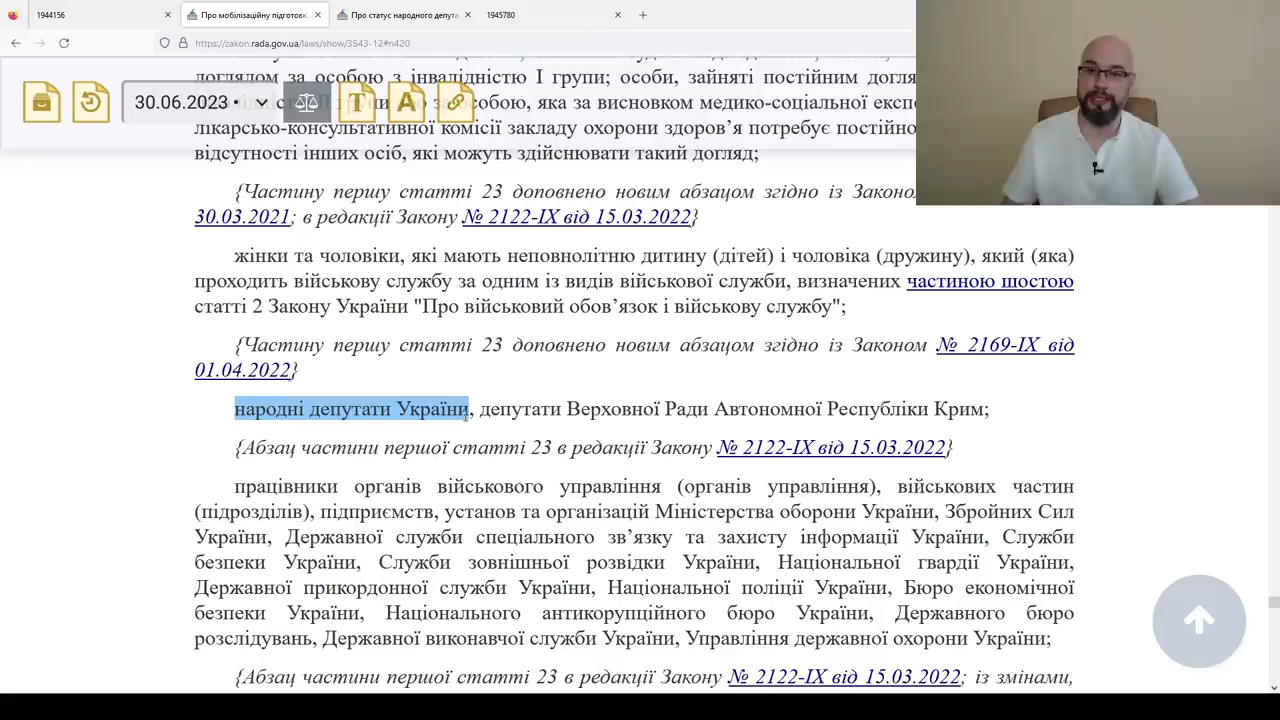 1944156
Про мобілізаційну підготовк
Про статус народного депута
1945780
https://zakon.rada.gov.ua/laws/show/3543-12#n420
30.06.2023
доглядом за особою з інвалідністю I групи; особи, зайняті постійним догля
особою, яка за висновком медико-соціальної експе
лікарсько-консультативної комісії закладу охорони здоров’я потребує постійно
відсутності інших осіб, які можуть здійснювати такий догляд;
{Частину першу статті 23 доповнено новим абзацом згідно із Законом
30.03.2021; в редакції Закону № 2122-IX від 15.03.2022}
жінки та чоловіки, які мають неповнолітню дитину (дітей) і чоловіка (дружину), який (яка)
проходить військову службу за одним із видів військової служби, визначених частиною шостою
статті 2 Закону України "Про військовий обов’язок і військову службу";
{Частину першу статті 23 доповнено новим абзацом згідно із Законом № 2169-IX від
01.04.2022}
народні депутати України, депутати Верховної Ради Автономної Республіки Крим;
{Абзац частини першої статті 23 в редакції Закону № 2122-IX від 15.03.2022}
працівники органів військового управління (органів управління), військових частин
(підрозділів), підприємств, установ та організацій Міністерства оборони України, Збройних Сил
України, Державної служби спеціального зв’язку та захисту інформації України, Служби
безпеки України, Служби зовнішньої розвідки України, Національної гвардії України,
Державної прикордонної служби України, Національної поліції України, Бюро економічної
безпеки України, Національного антикорупційного бюро України, Державного бюро
розслідувань, Державної виконавчої служби України, Управління державної охорони України;
{Абзац частини першої статті 23 в редакції Закону № 2122-IX від 15.03.2022; із змінами,